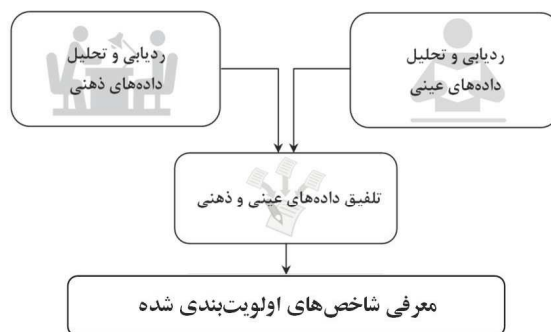 ردیابی و تحلیل
داده‌های عینی
ردیابی و تحلیل
داده‌های ذهنی
تلفیق داده‌های عینی و ذهنی
معرفی شاخص‌های اولویت‌بندی شده